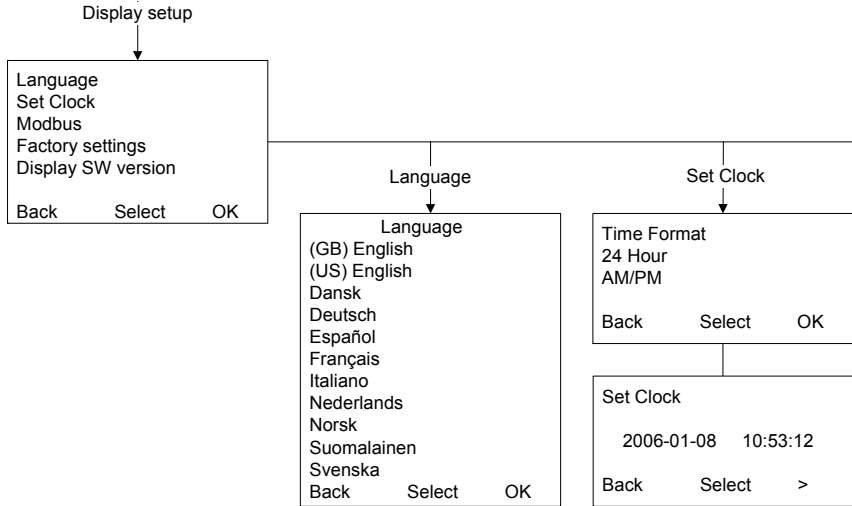 Display setup
Language
Set Clock
Modbus
Factory settings
Display SW version
Back Select OK
Language
Language
(GB) English
(US) English
Dansk
Deutsch
Español
Français
Italiano
Nederlands
Norsk
Suomalainen
Svenska
Back Select OK
Set Clock
Time Format
24 Hour
AM/PM
Back Select OK
Set Clock
2006-01-08 10:53:12
Back Select >